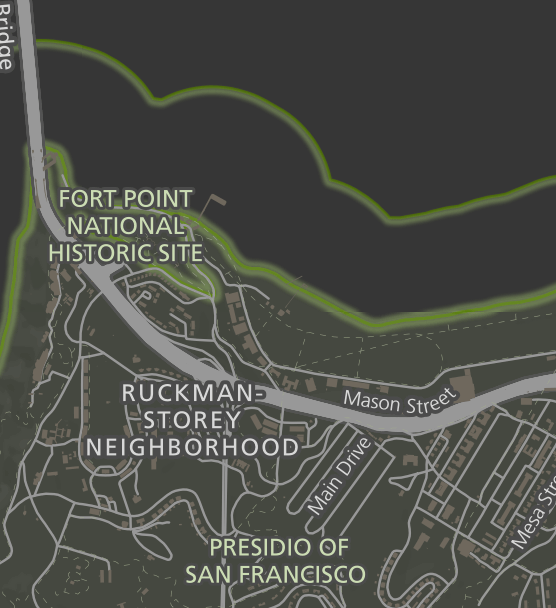 Bridge
FORT POINT
NATIONAL
HISTORIC SITE
RUCKMAN-
STOREY
NEIGHBORHOOD
Mason Street
Main Drive
Mesa Stre
PRESIDIO OF
SAN FRANCISCO